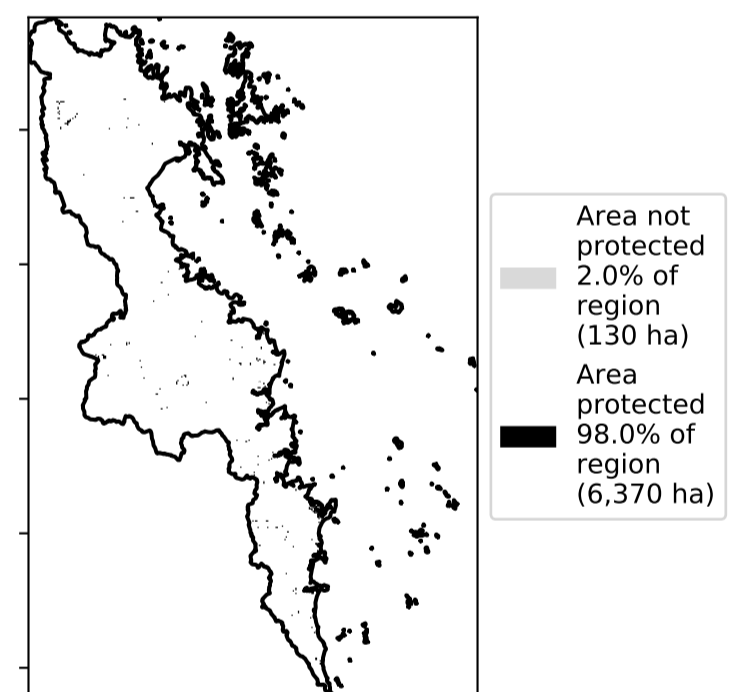 Area not
protected
2.0% of
region
(130 ha)
Area
protected
98.0% of
region
(6,370 ha)